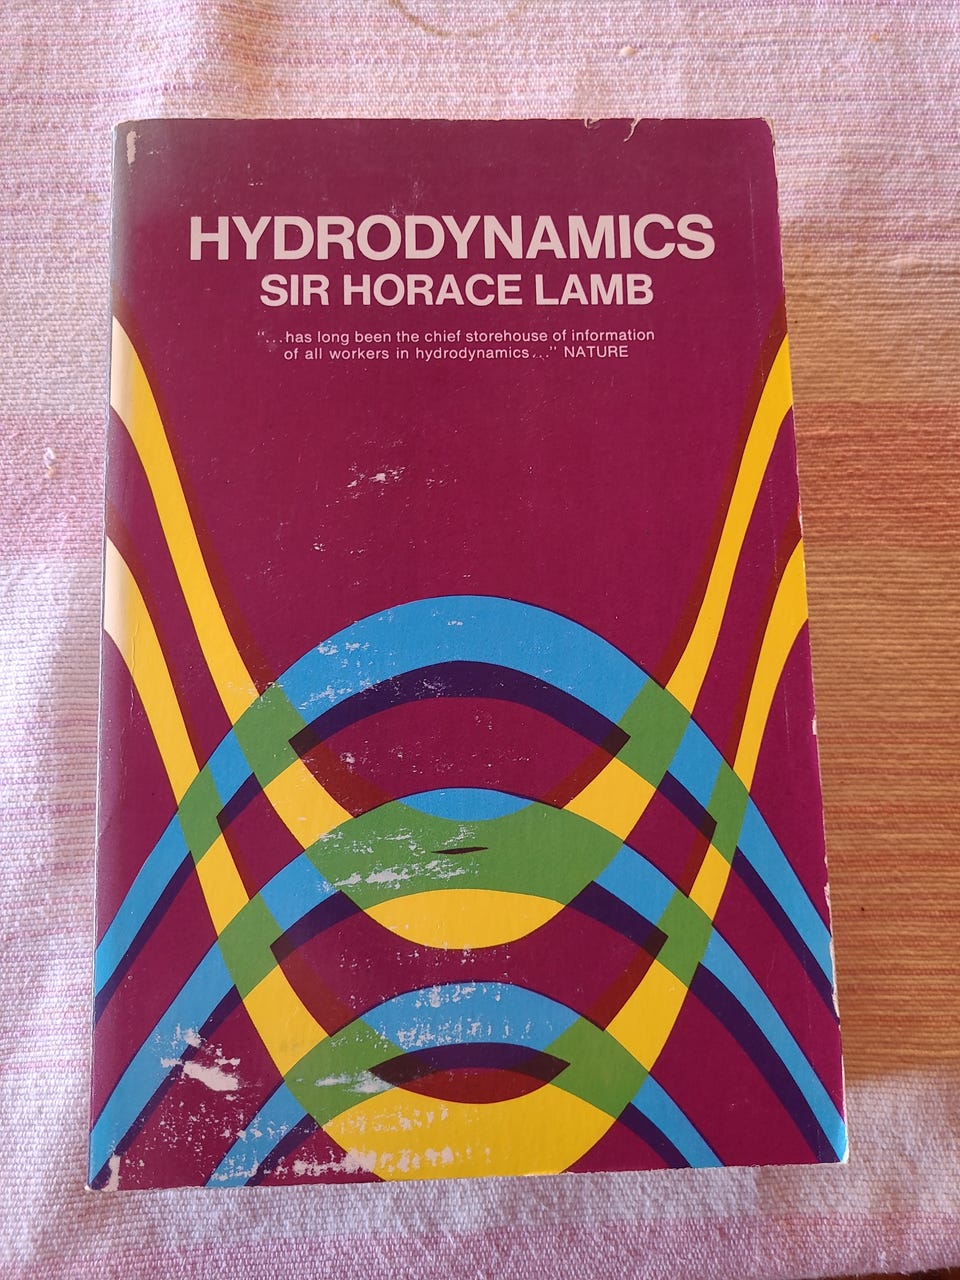 HYDRODYNAMICS
SIR HORACE LAMB
"...has long been the chief storehouse of information
of all workers in hydrodynamics..." NATURE